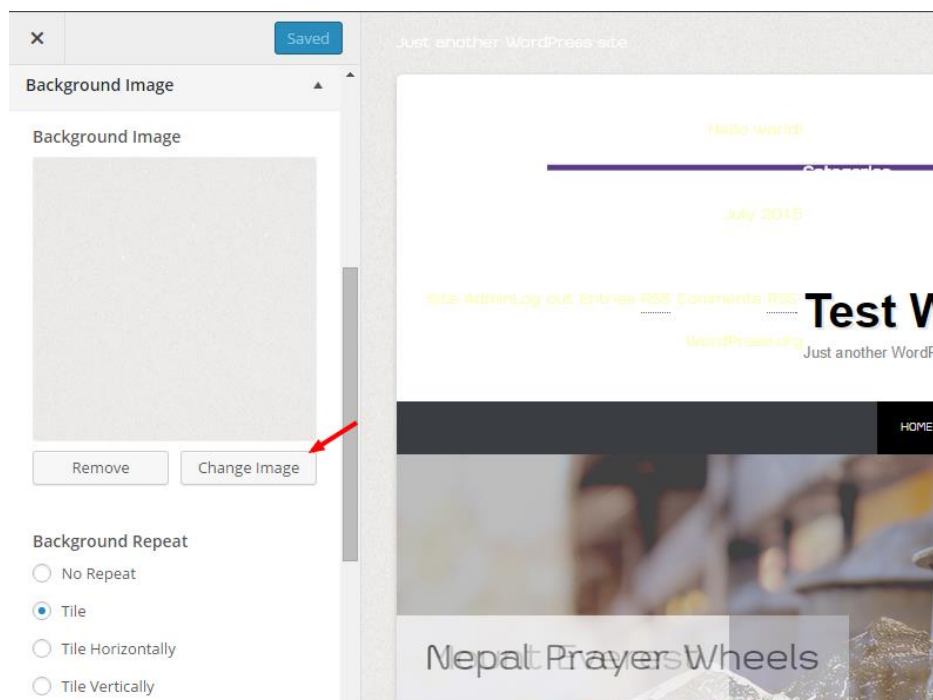 Saved
Background Image
Background Image
Remove
Change Image
Background Repeat
No Repeat
Tile
Tile Horizontally
Tile Vertically
Just another WordPress site
Hello world!
Categories
July 2015
Site Admin Log out Entries RSS Comments RSS
WordPress.org
Test W
Just another WordP
HOME
Nepal Prayer Wheels